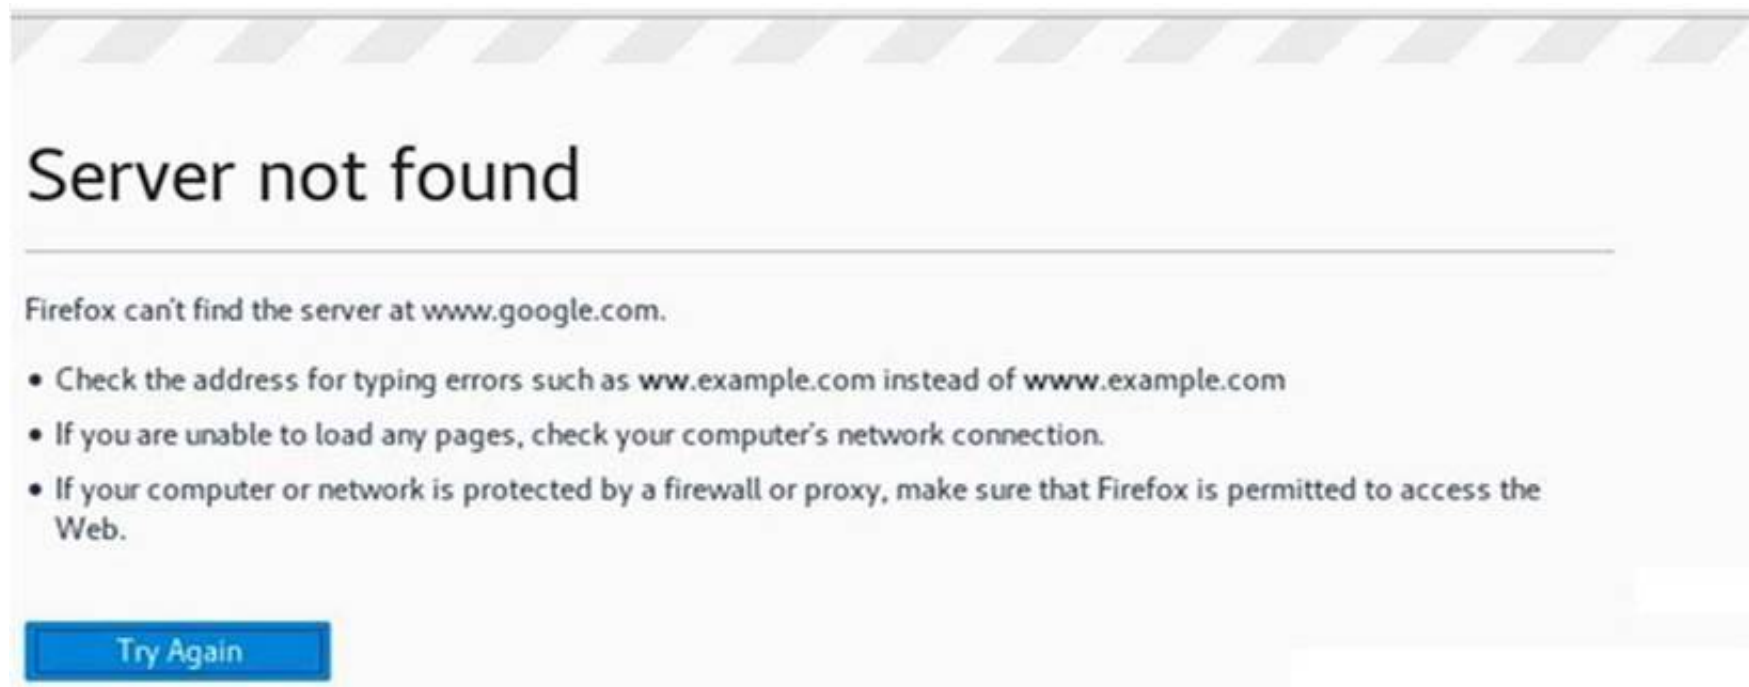 Server not found
Firefox can't find the server at www.google.com.
• Check the address for typing errors such as ww.example.com instead of www.example.com
• If you are unable to load any pages, check your computer's network connection.
• If your computer or network is protected by a firewall or proxy, make sure that Firefox is permitted to access the
Web.
Try Again